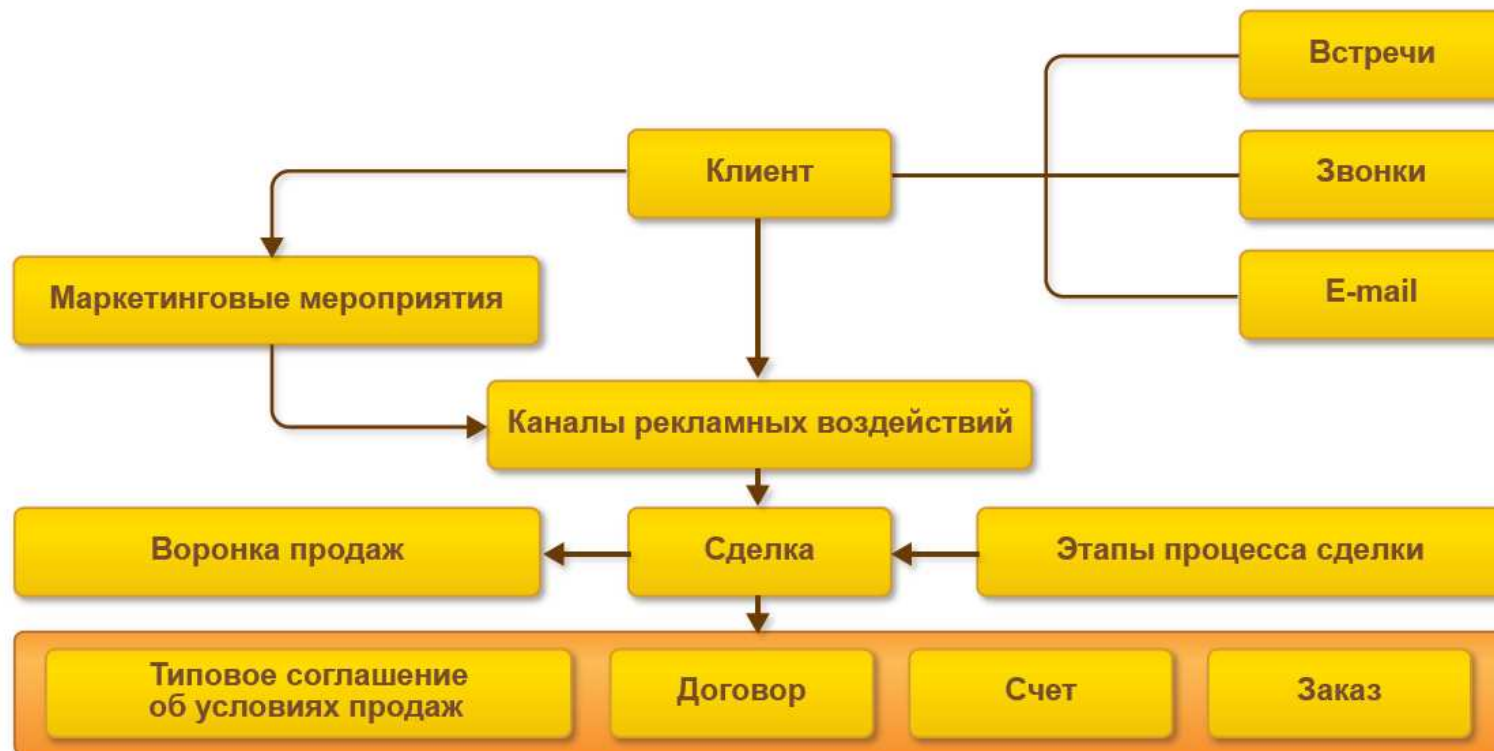 Встречи
Клиент
Звонки
Маркетинговые мероприятия
E-mail
Каналы рекламных воздействий
Воронка продаж
Сделка
Этапы процесса сделки
Типовое соглашение
об условиях продаж
Договор
Счет
Заказ